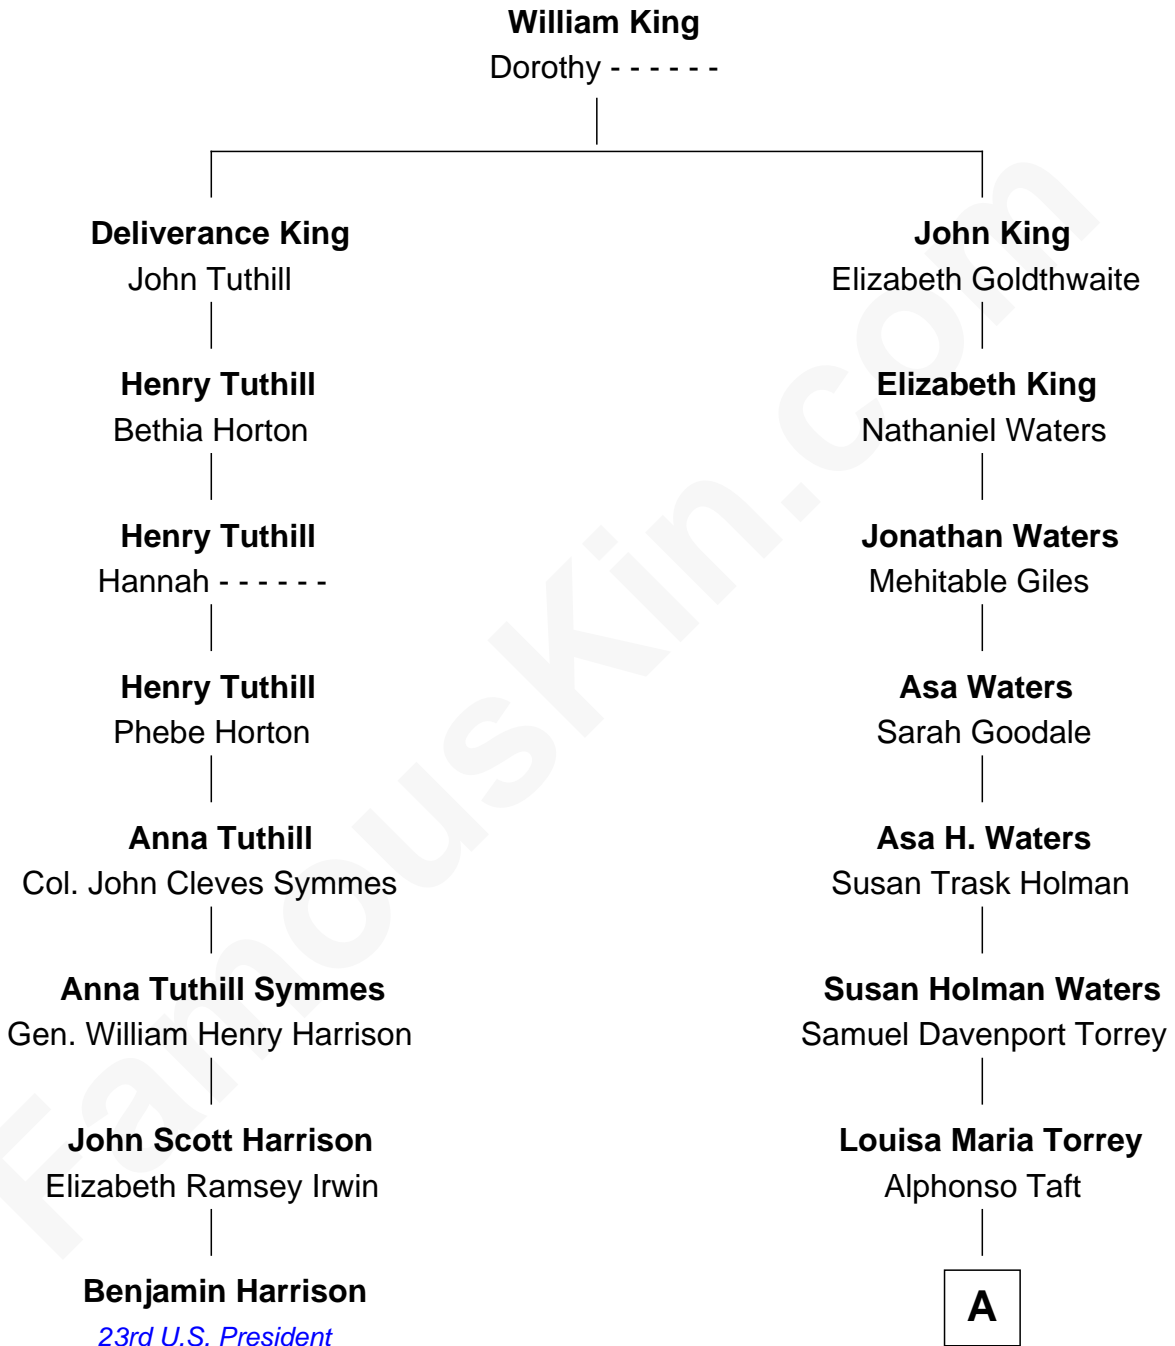 William King
Dorothy - - - - - -
Deliverance King
John Tuthill
John King
Elizabeth Goldthwaite
Henry Tuthill
Bethia Horton
Elizabeth King
Nathaniel Waters
Henry Tuthill
Hannah - - - - - -
Jonathan Waters
Mehitable Giles
Henry Tuthill
Phebe Horton
Asa Waters
Sarah Goodale
Anna Tuthill
Col. John Cleves Symmes
Asa H. Waters
Susan Trask Holman
Anna Tuthill Symmes
Gen. William Henry Harrison
Susan Holman Waters
Samuel Davenport Torrey
John Scott Harrison
Elizabeth Ramsey Irwin
Louisa Maria Torrey
Alphonso Taft
Benjamin Harrison
23rd U.S. President
A
FamousKin.com